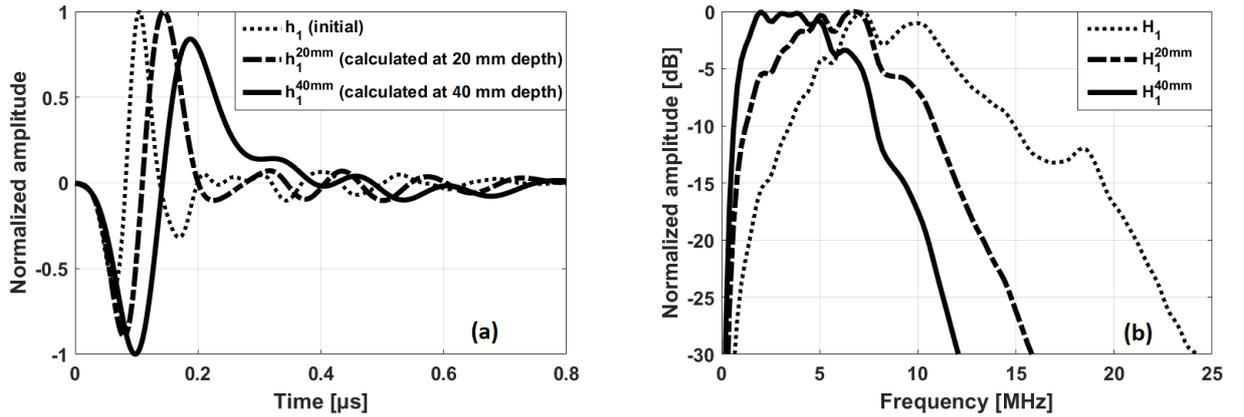 Normalized amplitude
1
0.5
0
-0.5
-1
h1 (initial)
h1 20mm (calculated at 20 mm depth)
h1 40mm (calculated at 40 mm depth)
(a)
0 0.2 0.4 0.6 0.8
Time [µs]
Normalized amplitude [dB]
0
-5
-10
-15
-20
-25
-30
H1
H1 20mm
H1 40mm
(b)
0 5 10 15 20 25
Frequency [MHz]